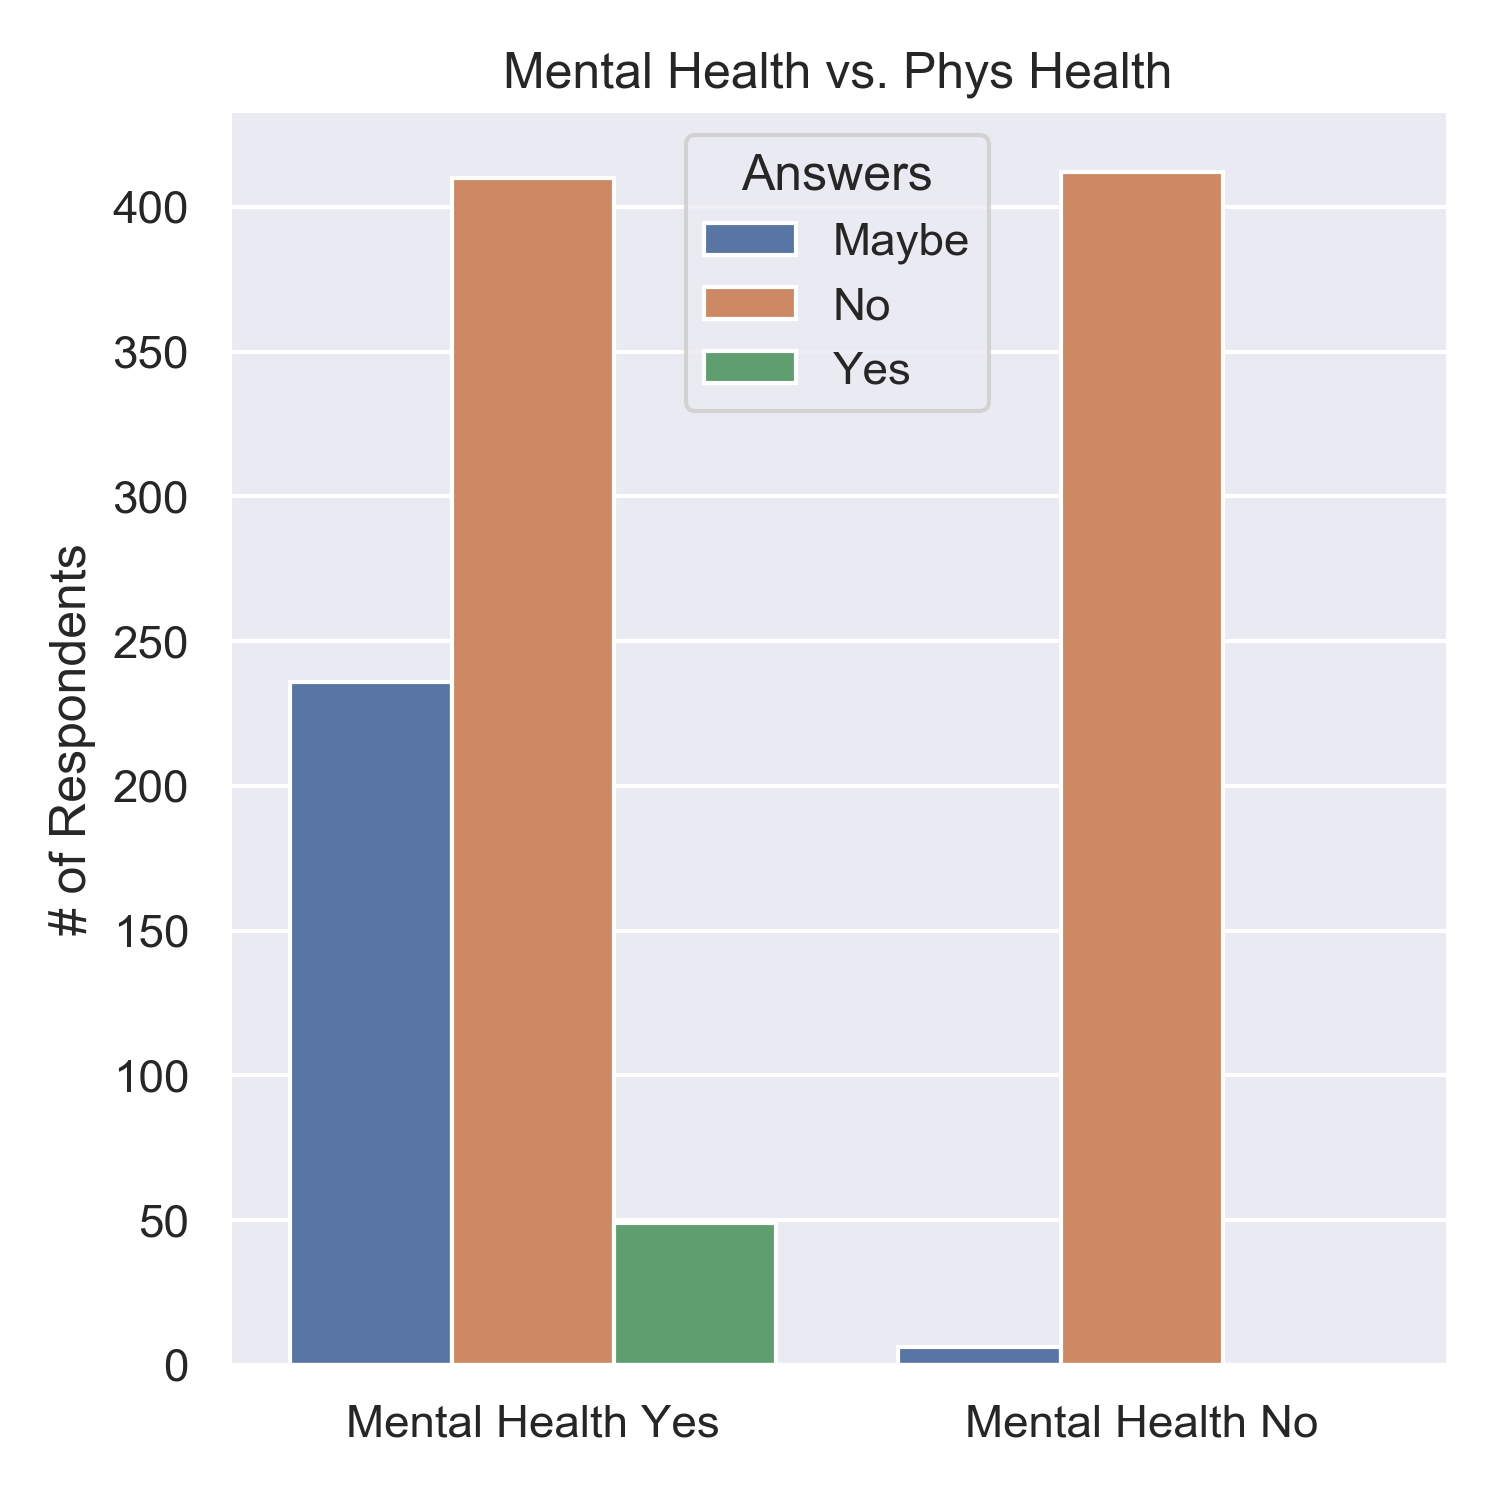 Mental Health vs. Phys Health
Answers
Maybe
No
Yes
# of Respondents
400
350
300
250
200
150
100
50
0
Mental Health Yes
Mental Health No